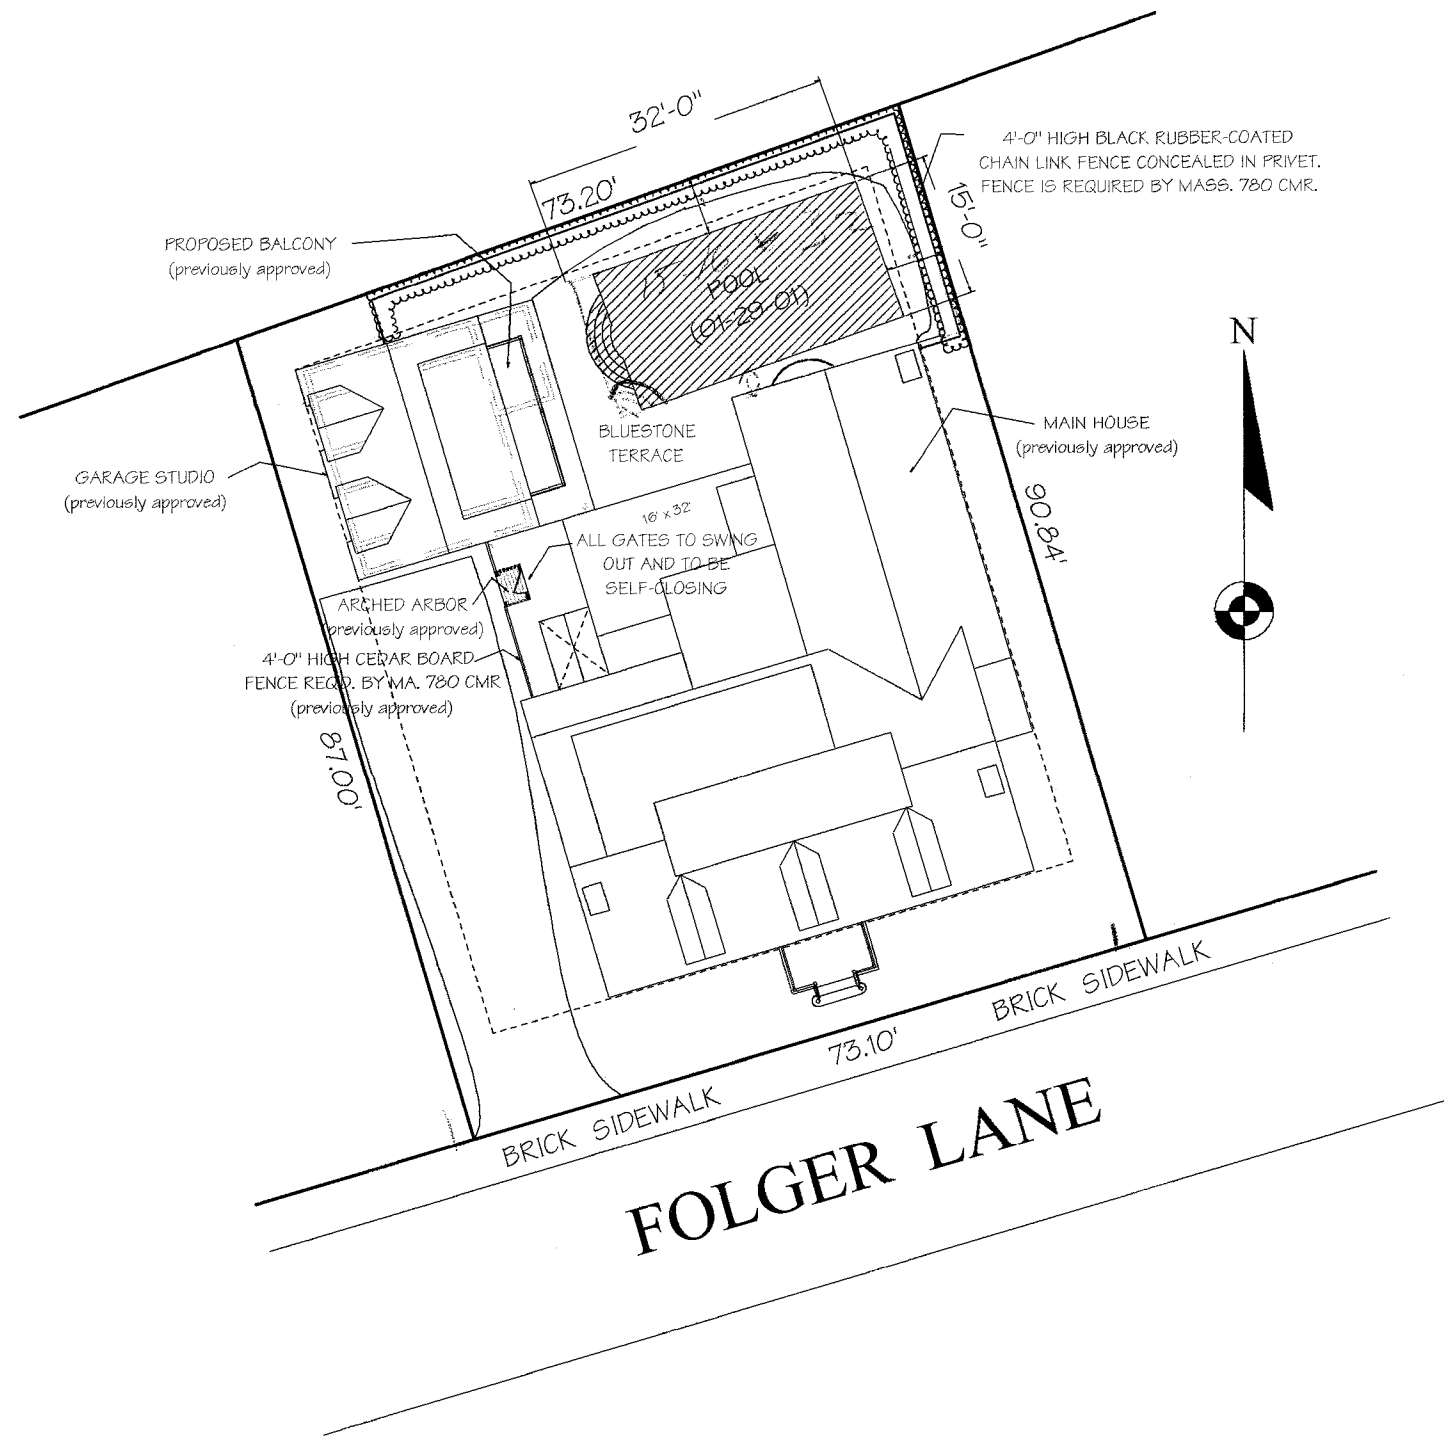 32'-0"
73.20'
4'-0" HIGH BLACK RUBBER-COATED
CHAIN LINK FENCE CONCEALED IN PRIVET.
FENCE IS REQUIRED BY MASS. 780 CMR.
15'-0"
PROPOSED BALCONY
(previously approved)
POOL
(01-29-01)
N
BLUESTONE
TERRACE
MAIN HOUSE
(previously approved)
GARAGE STUDIO
(previously approved)
90.84'
16' x 32'
ALL GATES TO SWING
OUT AND TO BE
SELF-CLOSING
ARCHED ARBOR
(previously approved)
4'-0" HIGH CEDAR BOARD
FENCE REQ'D. BY MA. 780 CMR
(previously approved)
87.00'
BRICK SIDEWALK
73.10'
BRICK SIDEWALK
FOLGER LANE